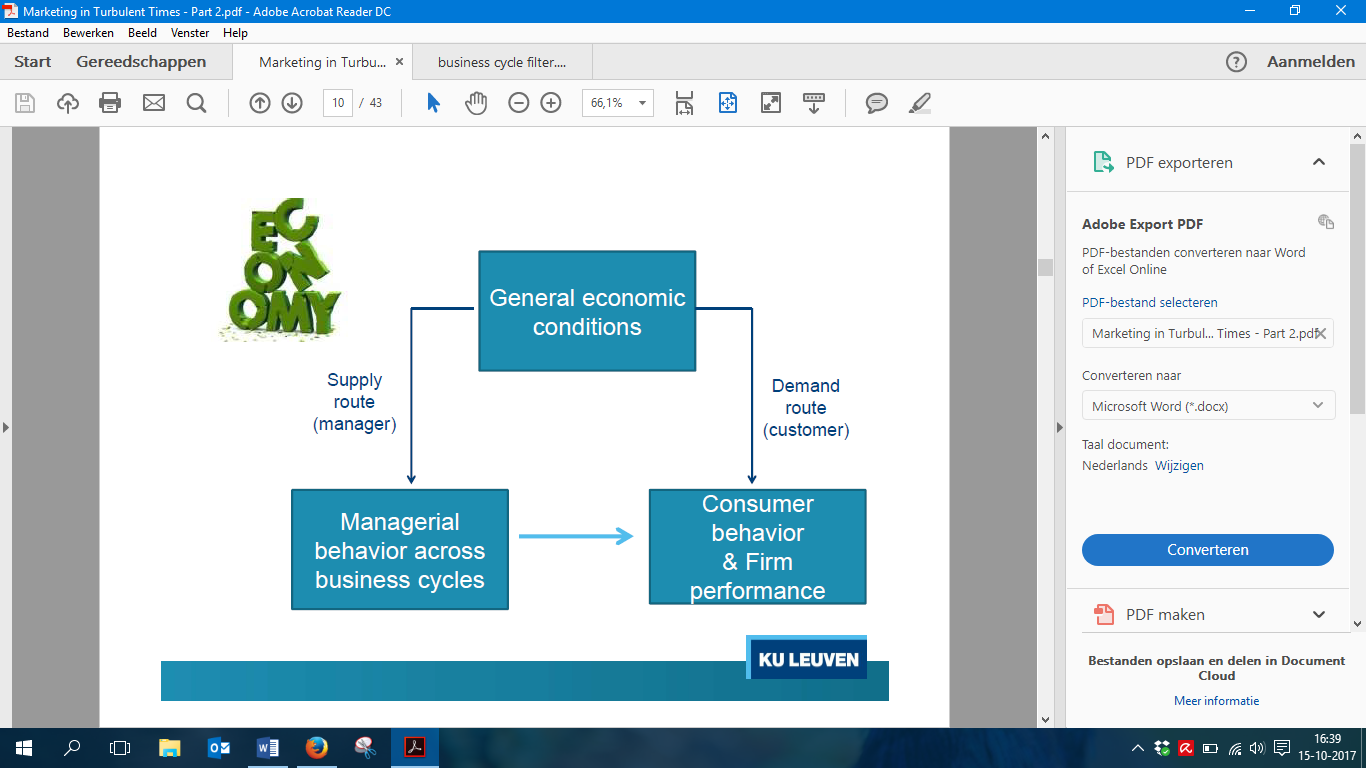 Marketing in Turbulent Times - Part 2.pdf - Adobe Acrobat Reader DC
Bestand Bewerken Beeld Venster Help
Start Gereedschappen Marketing in Turbu... × business cycle filter.... Aanmelden
10 / 43 66,1%
ECONOMY
General economic
conditions
Supply
route
(manager)
Demand
route
(customer)
Managerial
behavior across
business cycles
Consumer
behavior
& Firm
performance
KU LEUVEN
PDF exporteren
Adobe Export PDF
PDF-bestanden converteren naar Word
of Excel Online
PDF-bestand selecteren
Marketing in Turbul... Times - Part 2.pdf
Converteren naar
Microsoft Word (*.docx)
Taal document:
Nederlands Wijzigen
Converteren
PDF maken
Bestanden opslaan en delen in Document
Cloud
Meer informatie
16:39
15-10-2017